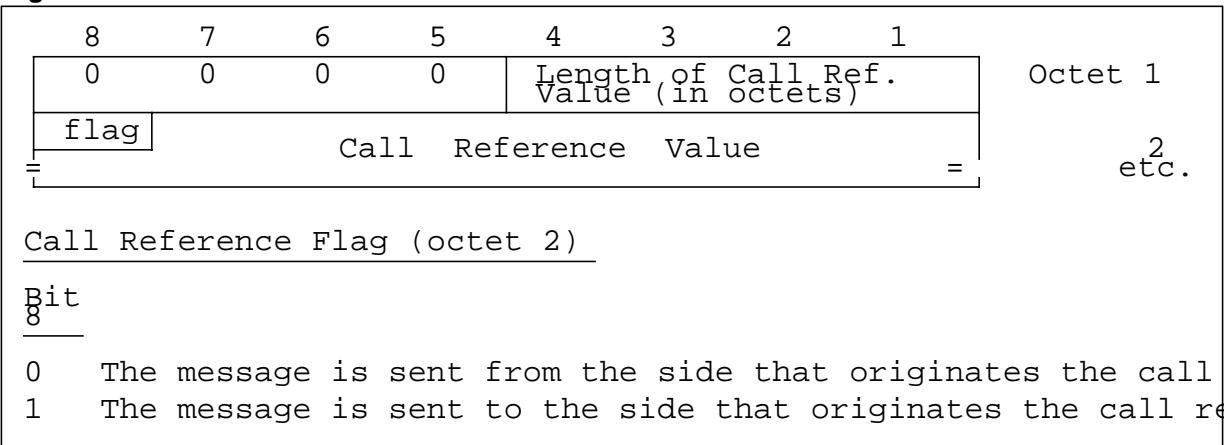 8 7 6 5 4 3 2 1
0 0 0 0 Length of Call Ref. Octet 1
Value (in octets)
flag
Call Reference Value 2
= = etc.
Call Reference Flag (octet 2)
Bit
8
0 The message is sent from the side that originates the call
1 The message is sent to the side that originates the call re